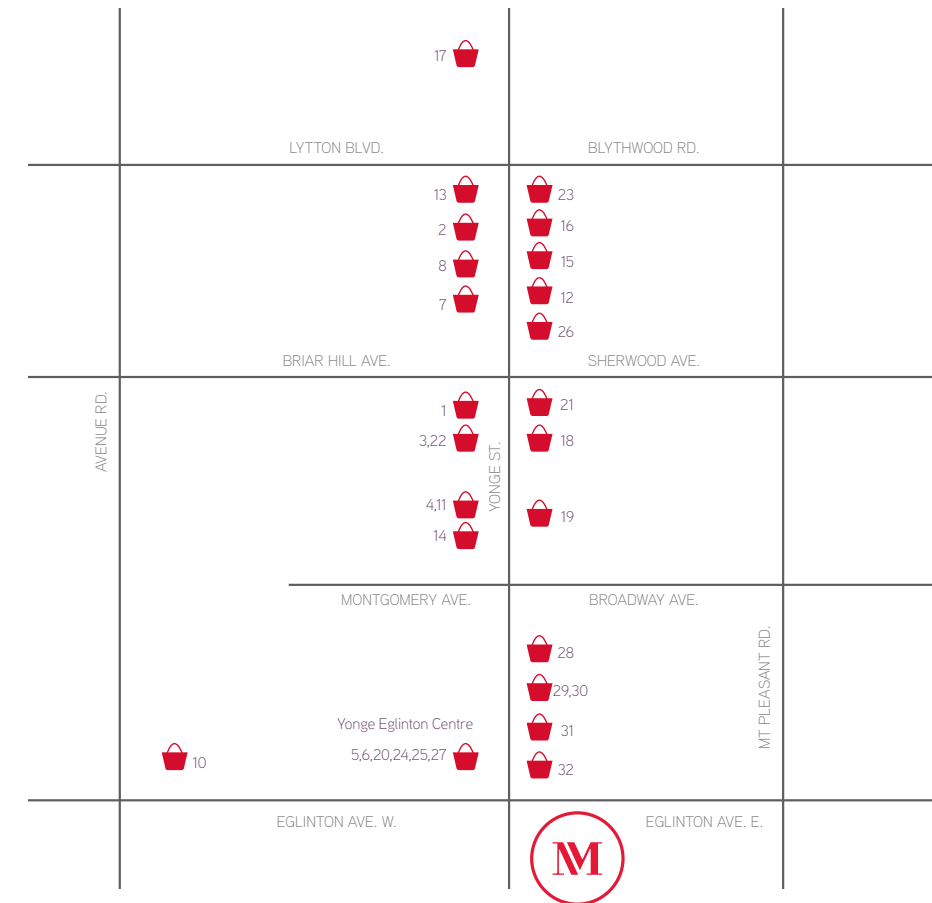 17
LYTTON BLVD.
BLYTHWOOD RD.
13
23
2
16
8
15
7
12
26
BRIAR HILL AVE.
SHERWOOD AVE.
AVENUE RD.
1
21
3,22
18
YONGE ST.
4,11
19
14
MONTGOMERY AVE.
BROADWAY AVE.
28
29,30
MT PLEASANT RD.
Yonge Eglinton Centre
31
5,6,20,24,25,27
10
32
EGLINTON AVE. W.
EGLINTON AVE. E.
M